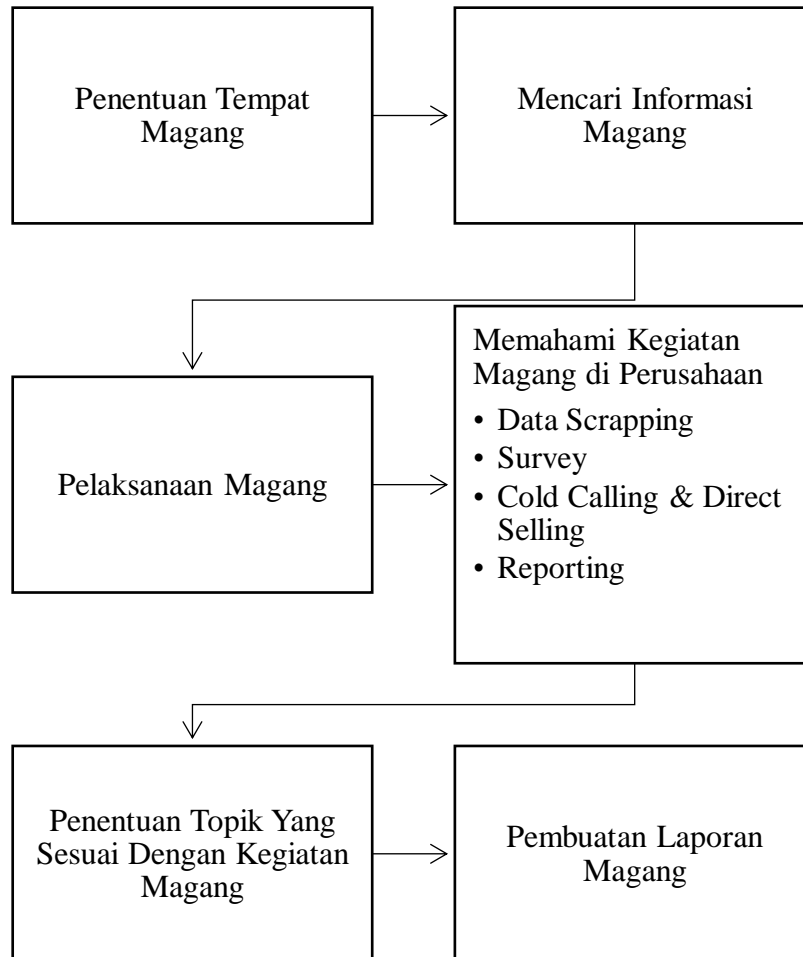 Penentuan Tempat
Magang
Mencari Informasi
Magang
Pelaksanaan Magang
Memahami Kegiatan
Magang di Perusahaan
• Data Scrapping
• Survey
• Cold Calling & Direct
Selling
• Reporting
Penentuan Topik Yang
Sesuai Dengan Kegiatan
Magang
Pembuatan Laporan
Magang